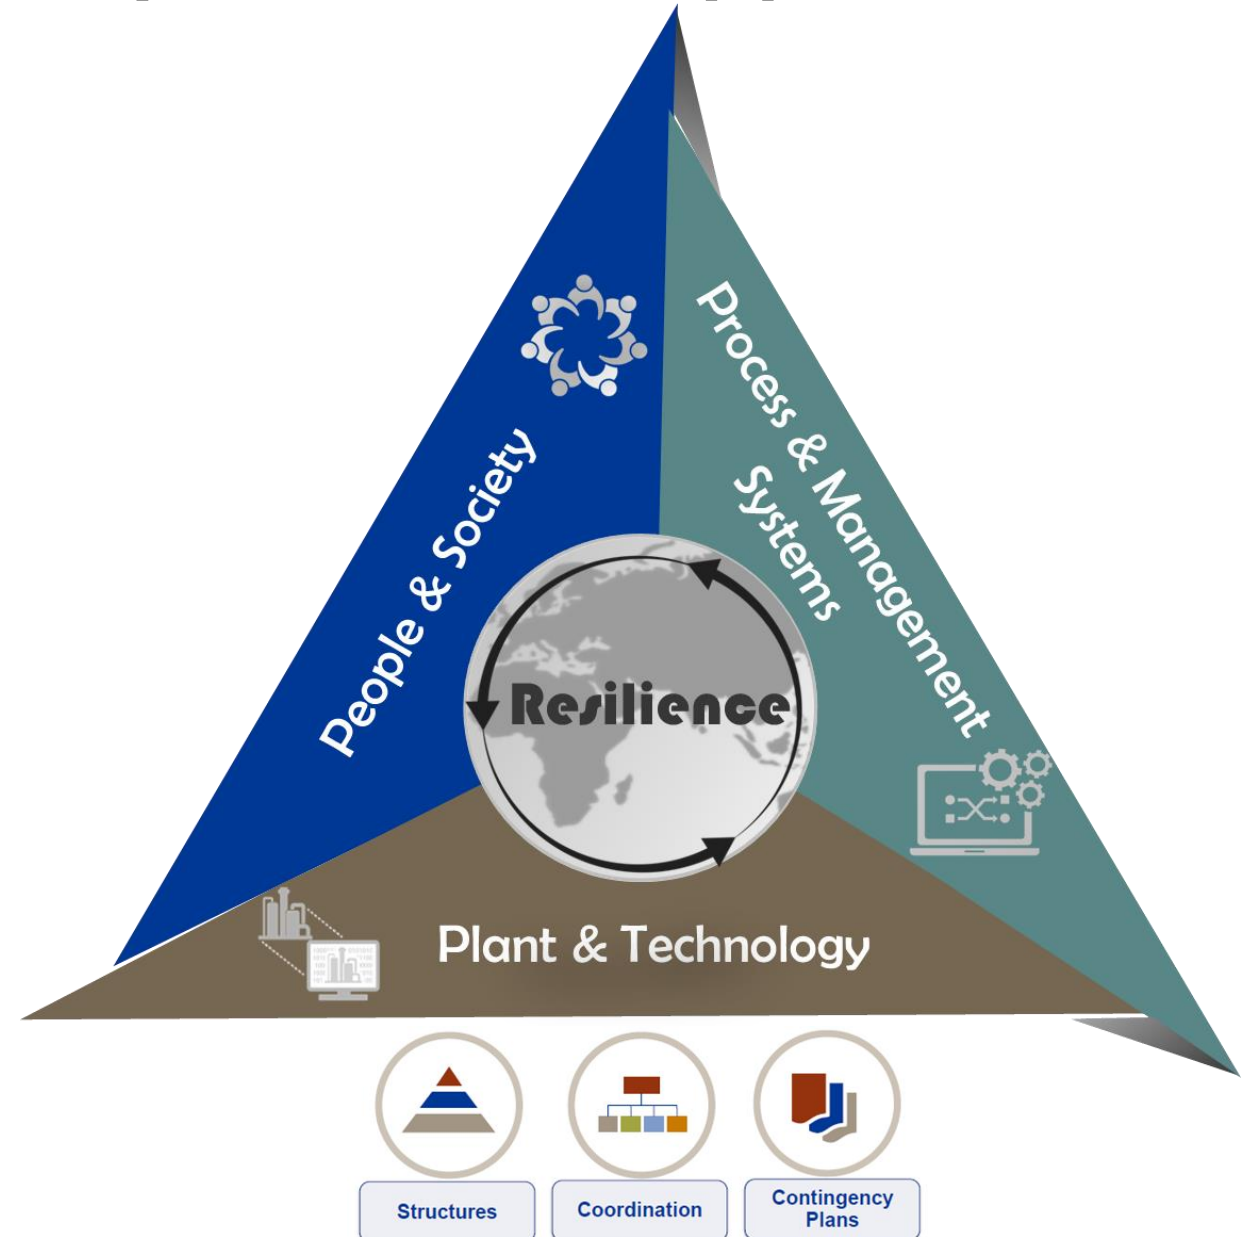 People & Society
Process & Management
Systems
Resilience
Plant & Technology
Structures
Coordination
Contingency
Plans